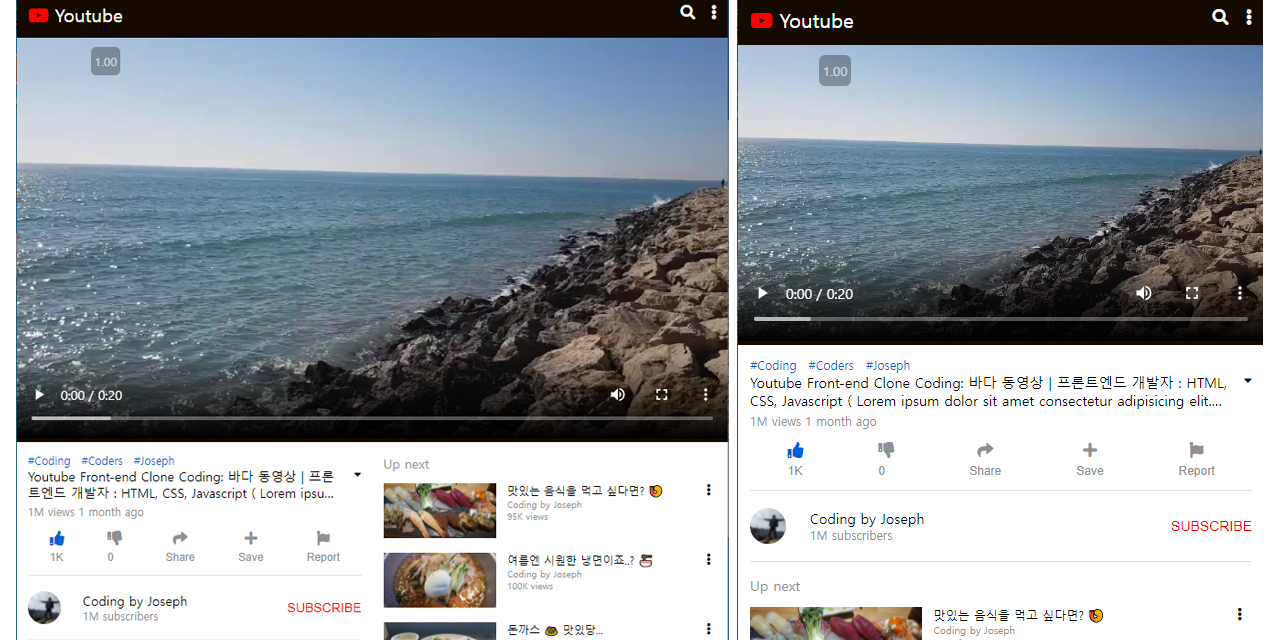 Youtube
1.00
0:00 / 0:20
#Coding #Coders #Joseph
Youtube Front-end Clone Coding: 바다 동영상 | 프론
트엔드 개발자 : HTML, CSS, Javascript ( Lorem ipsu...
1M views 1 month ago
1K
0
Share
Save
Report
Coding by Joseph
1M subscribers
SUBSCRIBE
Up next
맛있는 음식을 먹고 싶다면?
Coding by Joseph
95K views
여름엔 시원한 냉면이죠..?
Coding by Joseph
100K views
돈까스 맛있당...
Youtube
1.00
0:00 / 0:20
#Coding #Coders #Joseph
Youtube Front-end Clone Coding: 바다 동영상 | 프론트엔드 개발자 : HTML,
CSS, Javascript ( Lorem ipsum dolor sit amet consectetur adipisicing elit....
1M views 1 month ago
1K
0
Share
Save
Report
Coding by Joseph
1M subscribers
SUBSCRIBE
Up next
맛있는 음식을 먹고 싶다면?
Coding by Joseph